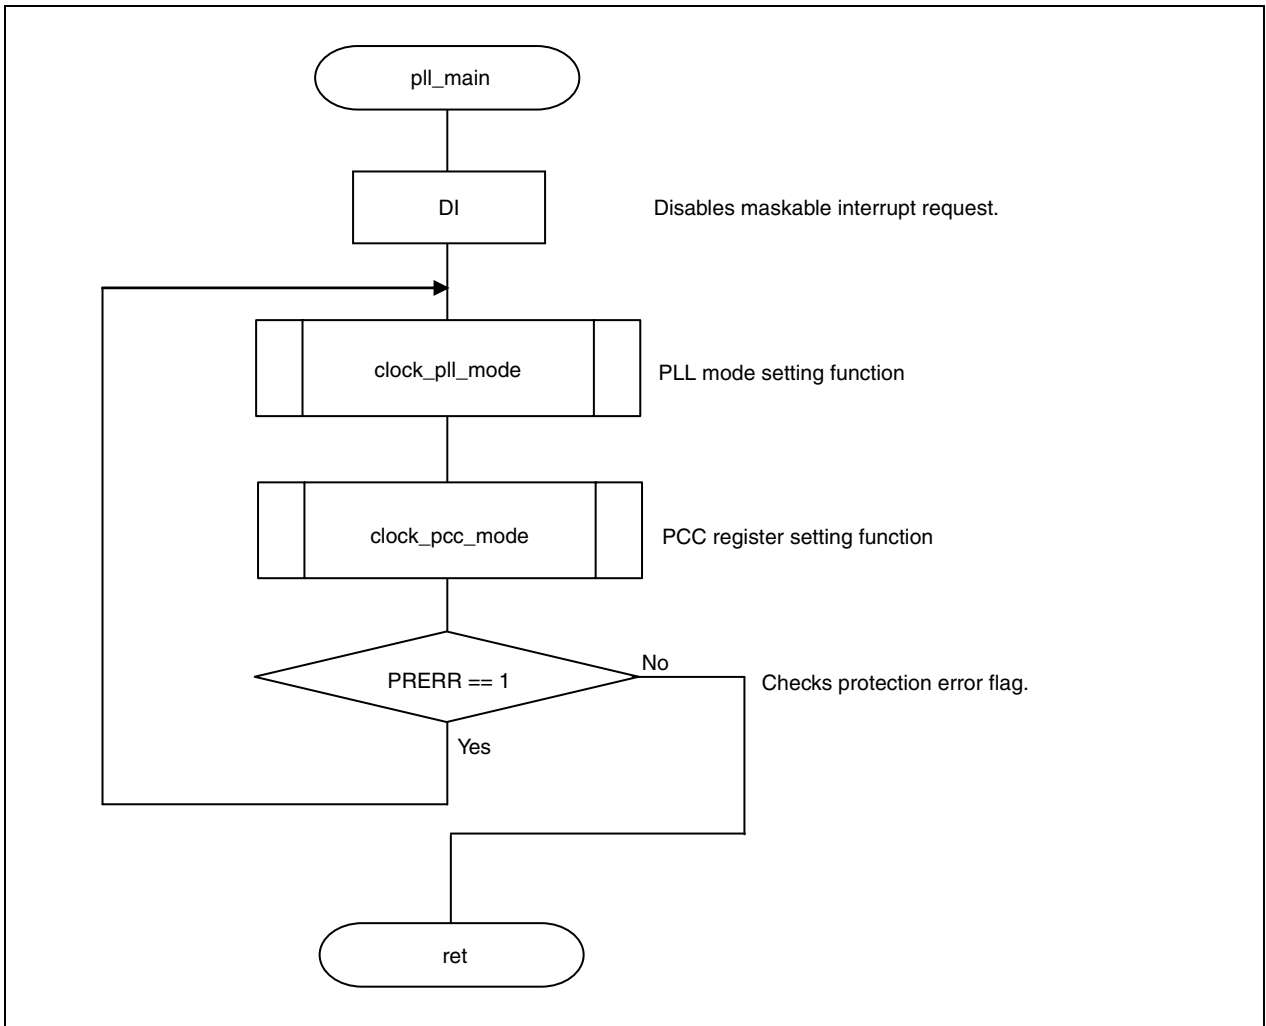 pll_main
DI
Disables maskable interrupt request.
clock_pll_mode
PLL mode setting function
clock_pcc_mode
PCC register setting function
PRERR == 1
No
Checks protection error flag.
Yes
ret